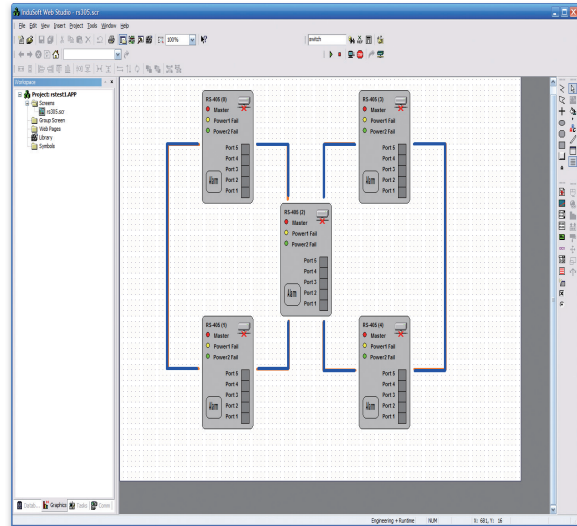 InduSoft Web Studio - rs305.scr
File Edit View Insert Project Tools Window Help
100%
switch
Workspace
Project: rstest1.APP
Screens
rs305.scr
Group Screen
Web Pages
Library
Symbols
RS-405 (0)
Master
Power1 Fail
Power2 Fail
Port 5
Port 4
Port 3
Port 2
Port 1
Alarm
RS-405 (3)
Master
Power1 Fail
Power2 Fail
Port 5
Port 4
Port 3
Port 2
Port 1
Alarm
RS-405 (2)
Master
Power1 Fail
Power2 Fail
Port 5
Port 4
Port 3
Port 2
Port 1
Alarm
RS-405 (1)
Master
Power1 Fail
Power2 Fail
Port 5
Port 4
Port 3
Port 2
Port 1
Alarm
RS-405 (4)
Master
Power1 Fail
Power2 Fail
Port 5
Port 4
Port 3
Port 2
Port 1
Alarm
Datab... Graphics Tasks Comm
Engineering + Runtime NUM X: 681, Y: 16